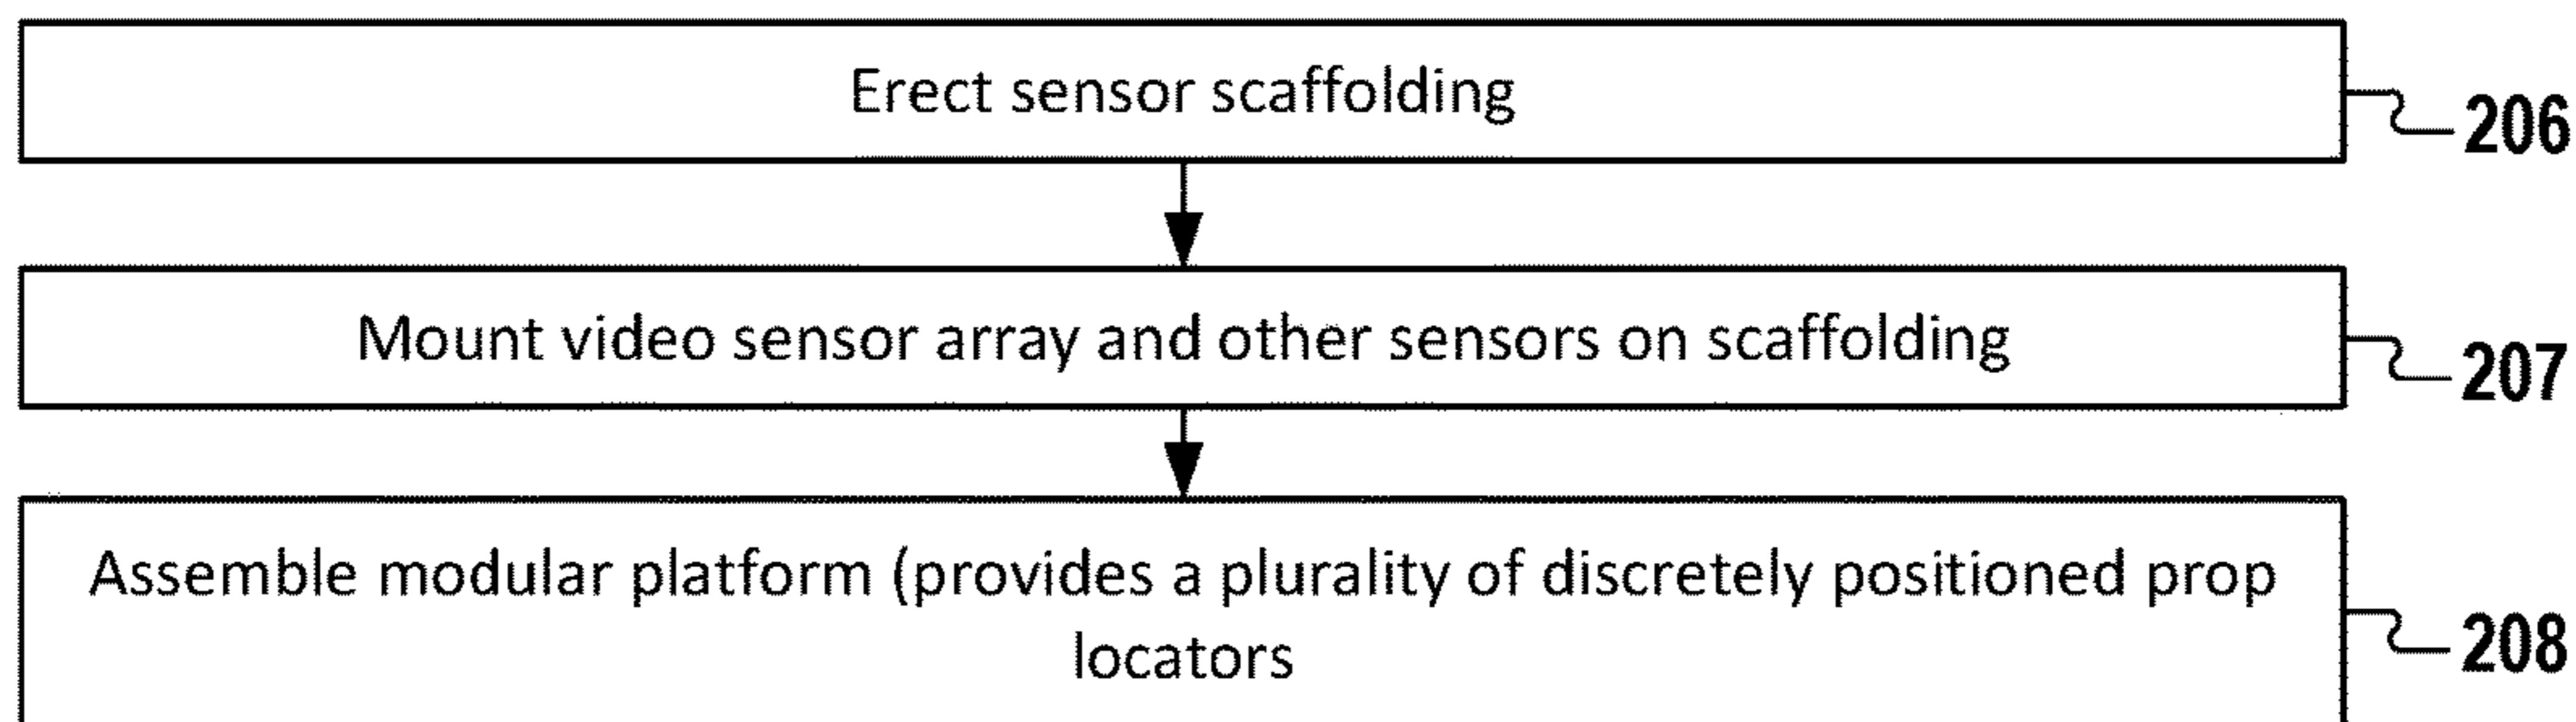 Erect sensor scaffolding
206
Mount video sensor array and other sensors on scaffolding
207
Assemble modular platform (provides a plurality of discretely positioned prop
locators
208